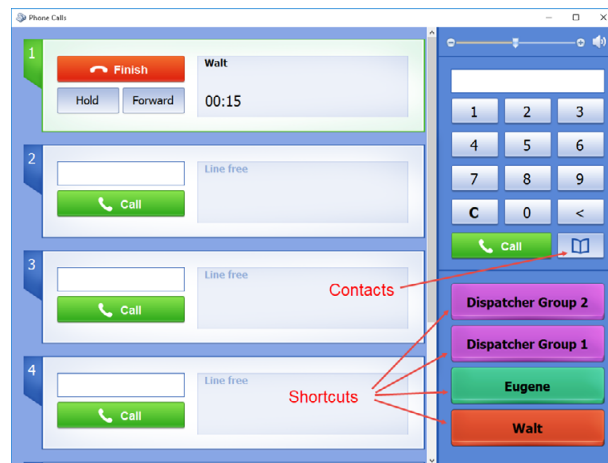 Phone Calls
1
Finish
Hold
Forward
Walt
00:15
2
Call
Line free
3
Call
Line free
4
Call
Line free
1 2 3
4 5 6
7 8 9
C 0 <
Call
Contacts
Shortcuts
Dispatcher Group 2
Dispatcher Group 1
Eugene
Walt